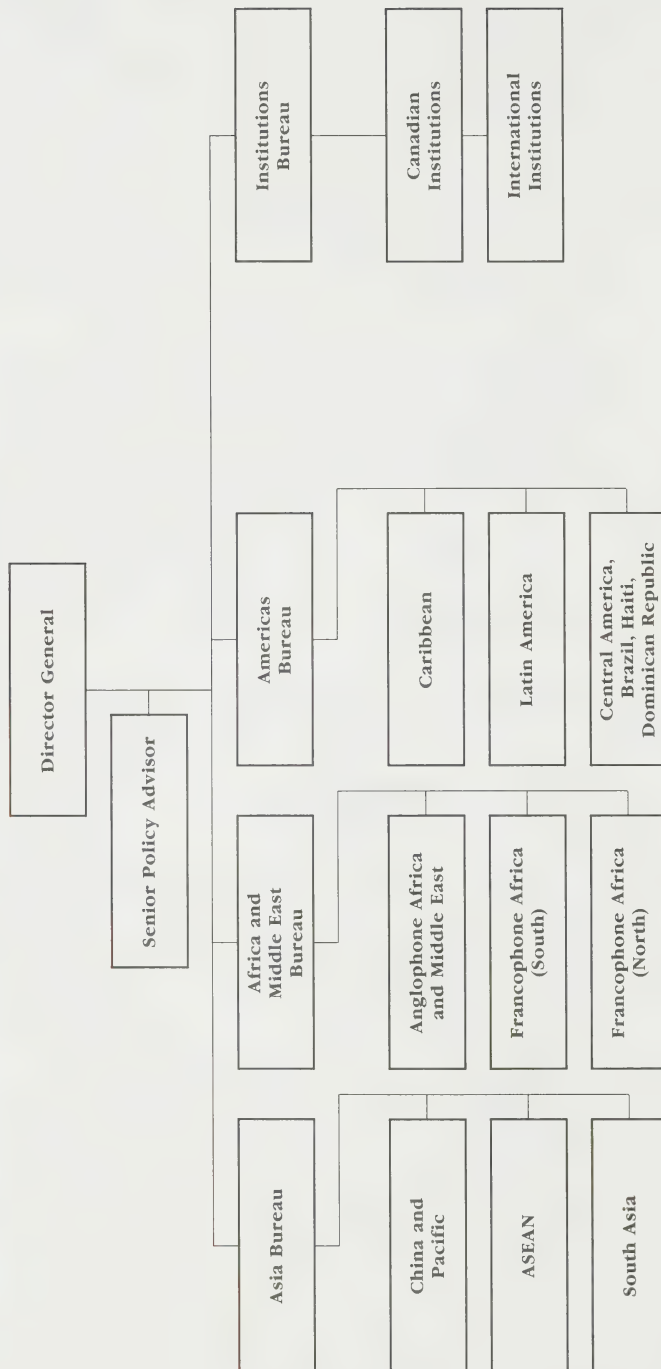 Director General
Senior Policy Advisor
Asia Bureau
Africa and
Middle East
Bureau
Americas
Bureau
Institutions
Bureau
China and
Pacific
Anglophone Africa
and Middle East
Caribbean
Canadian
Institutions
ASEAN
Francophone Africa
(South)
Latin America
International
Institutions
South Asia
Francophone Africa
(North)
Central America,
Brazil, Haiti,
Dominican Republic